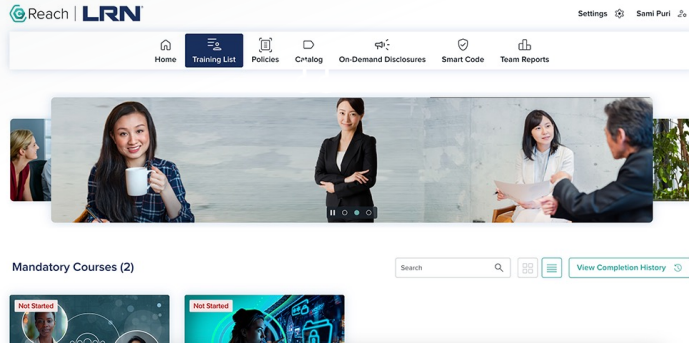 Reach | LRN
Settings
Sami Puri
Home
Training List
Policies
Catalog
On-Demand Disclosures
Smart Code
Team Reports
Mandatory Courses (2)
Search
View Completion History
Not Started
Not Started